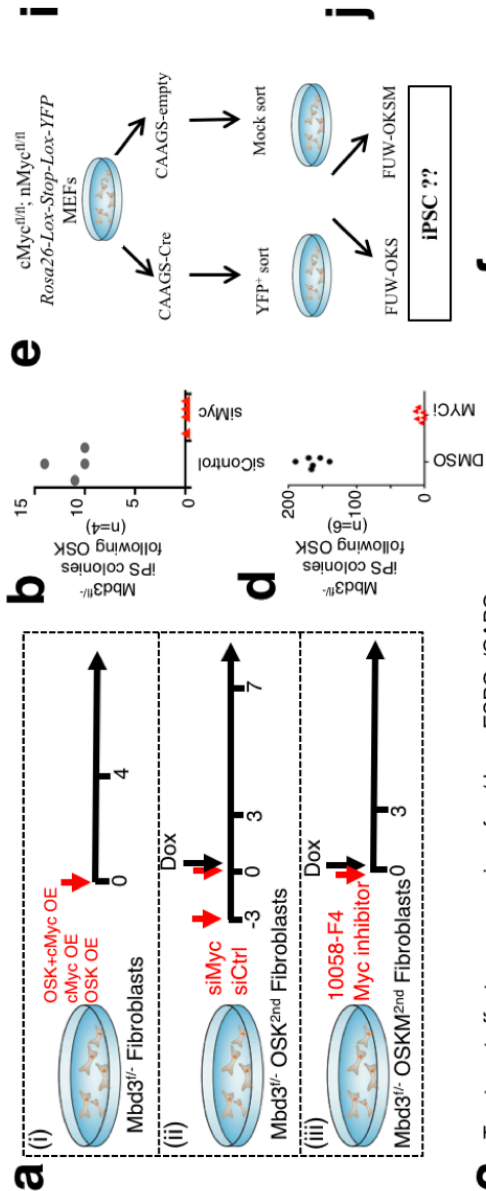 a
(i)
OSK+cMyc OE
cMyc OE
OSK OE
0
4
Mbd3f/- Fibroblasts
(ii)
siMyc
siCtrl
Dox
-3
0
3
7
Mbd3f/- OSK2nd Fibroblasts
(iii)
10058-F4
Myc inhibitor
Dox
0
3
Mbd3f/- OSKM2nd Fibroblasts
b
Mbd3fl/-
iPS colonies
following OSK
(n=4)
15
10
5
0
siControl
siMyc
d
Mbd3fl/-
iPS colonies
following OSK
(n=6)
200
100
0
DMSO
MYCi
e
cMycfl/fl; nMycfl/fl
Rosa26-Lox-Stop-Lox-YFP
MEFs
CAAGS-Cre
CAAGS-empty
YFP+ sort
Mock sort
FUW-OKS
FUW-OKSM
iPSC ??
i
j